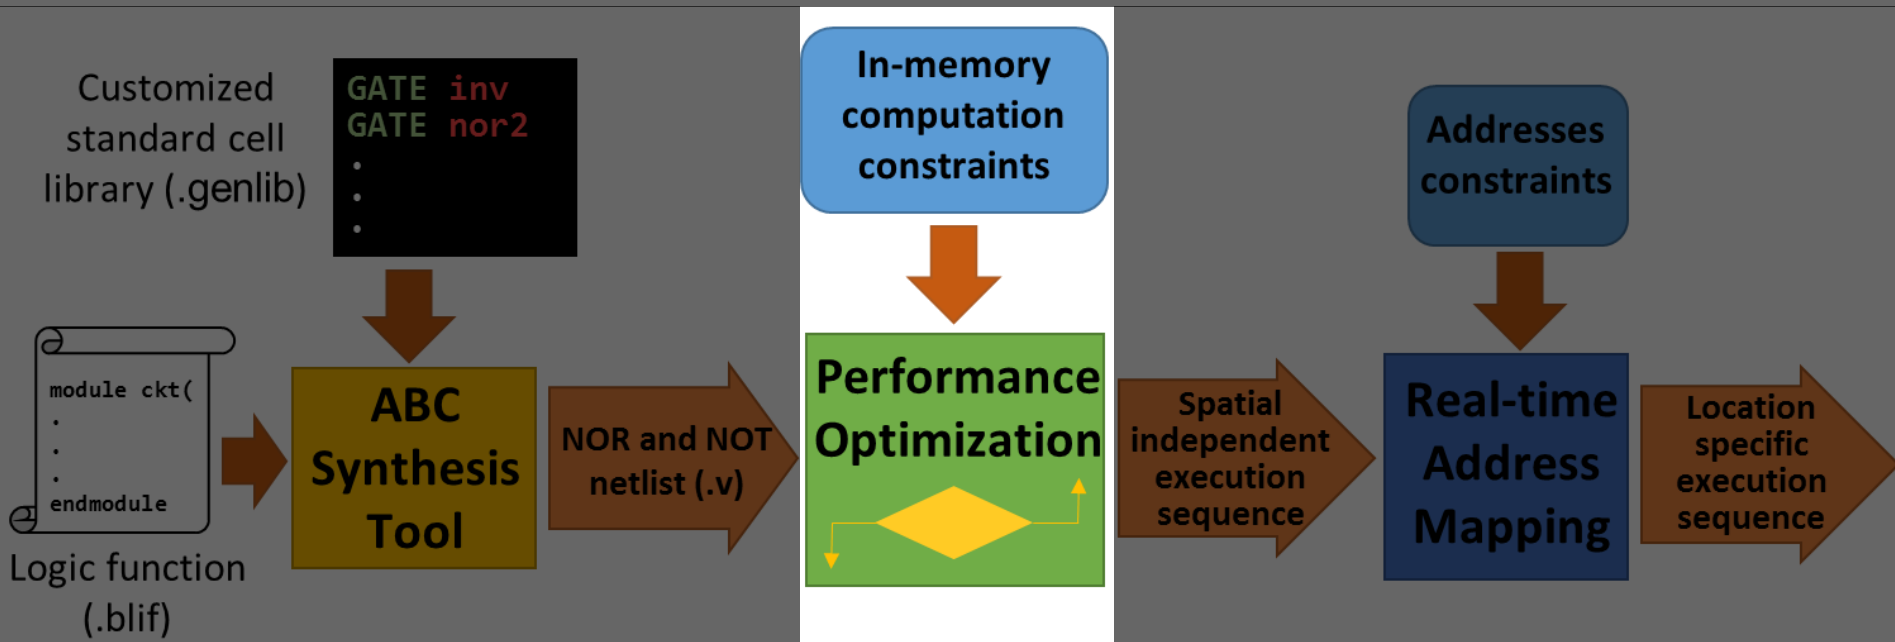 Customized
standard cell
library (.genlib)
GATE inv
GATE nor2
.
.
.
In-memory
computation
constraints
Addresses
constraints
module ckt(
.
.
.
endmodule
Logic function
(.blif)
ABC
Synthesis
Tool
NOR and NOT
netlist (.v)
Performance
Optimization
Spatial
independent
execution
sequence
Real-time
Address
Mapping
Location
specific
execution
sequence